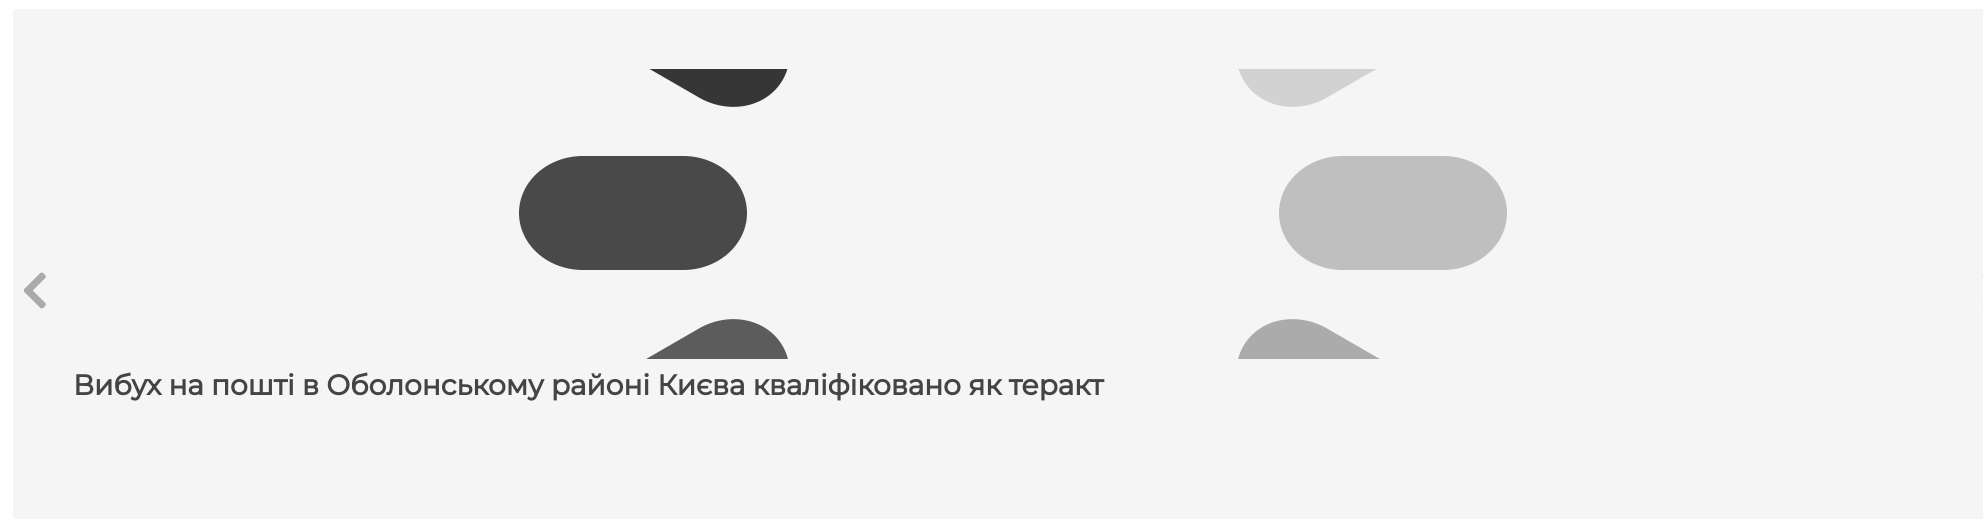 Вибух на пошті в Оболонському районі Києва кваліфіковано як теракт